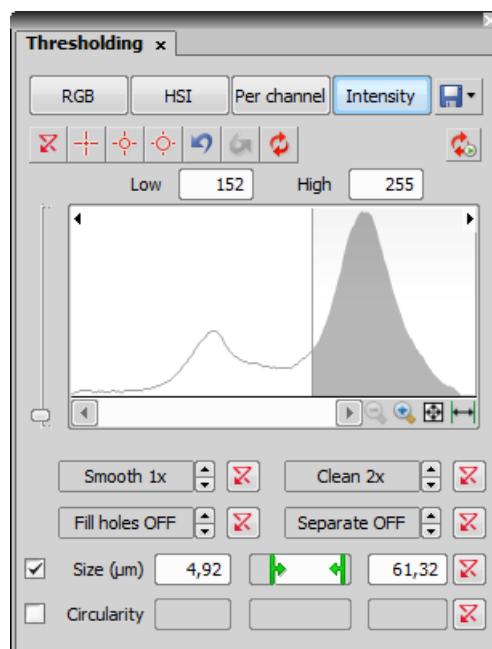 Thresholding x
RGB HSI Per channel Intensity
Low 152 High 255
Smooth 1x Clean 2x
Fill holes OFF Separate OFF
Size (µm) 4,92 61,32
Circularity